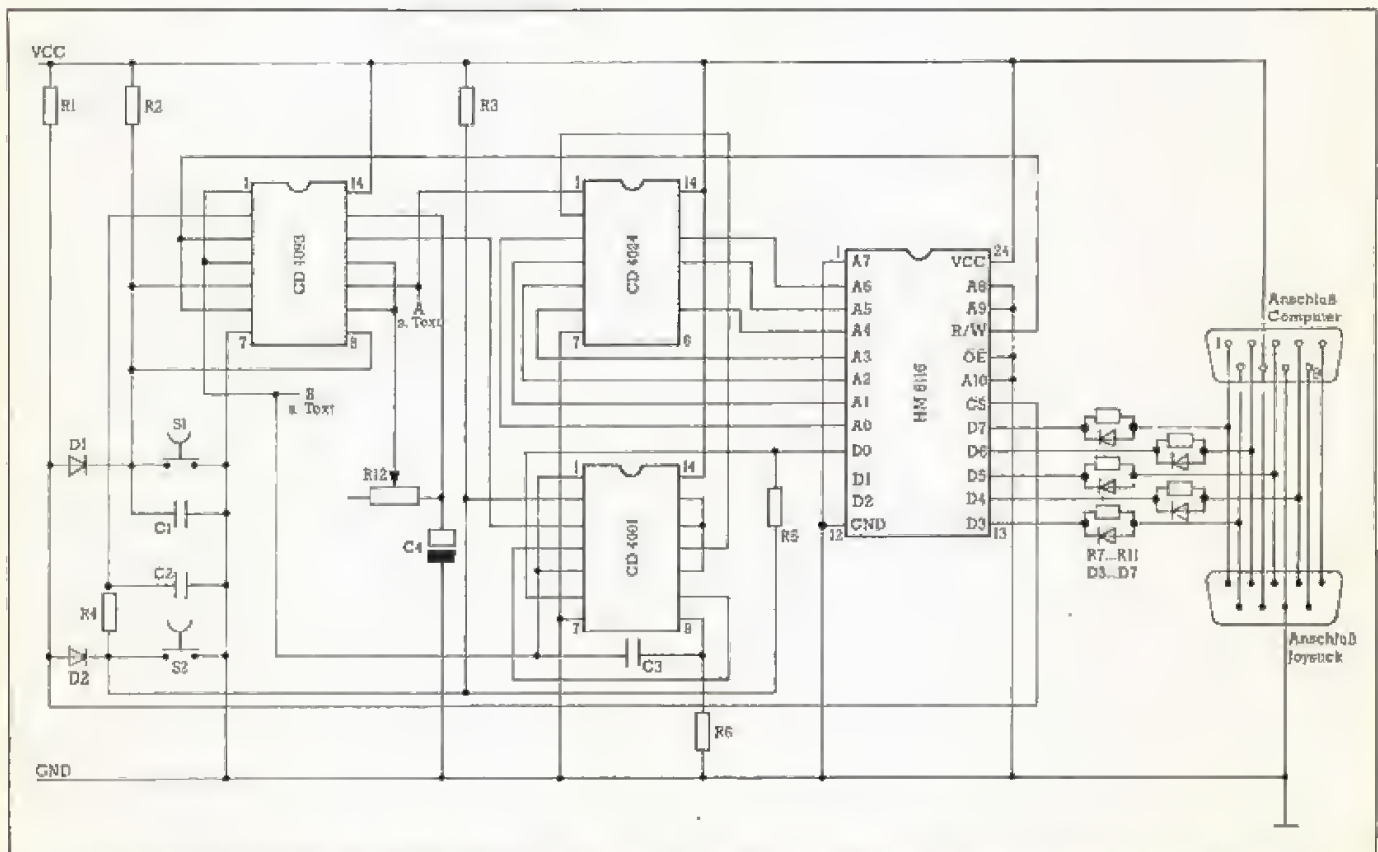 VCC
R1
R2
R3
1
14
CD 4093
7
8
A
s. Text
B
s. Text
1
14
CD 4024
7
8
1
24
A7
VCC
A6
A8
A5
A9
A4
R/W
A3
OE
A2
A10
A1
CS
A0
D7
D0
D6
D1
D5
D2
D4
GND
D3
12
13
HM 6116
Anschluß
Computer
1
9
D1
S1
C1
R12
C4
1
14
CD 4001
7
8
R5
R7...R11
D3...D7
C2
R4
D2
S2
C3
R6
Anschluß
Joystick
GND